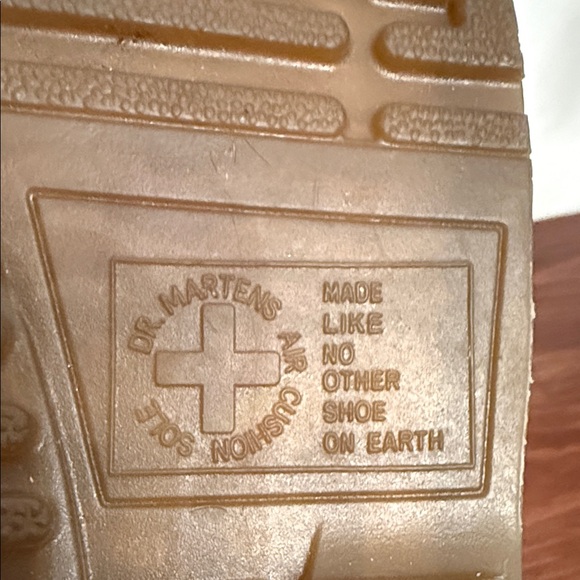 DR. MARTENS AIR CUSHION SOLE
MADE
LIKE
NO
OTHER
SHOE
ON EARTH